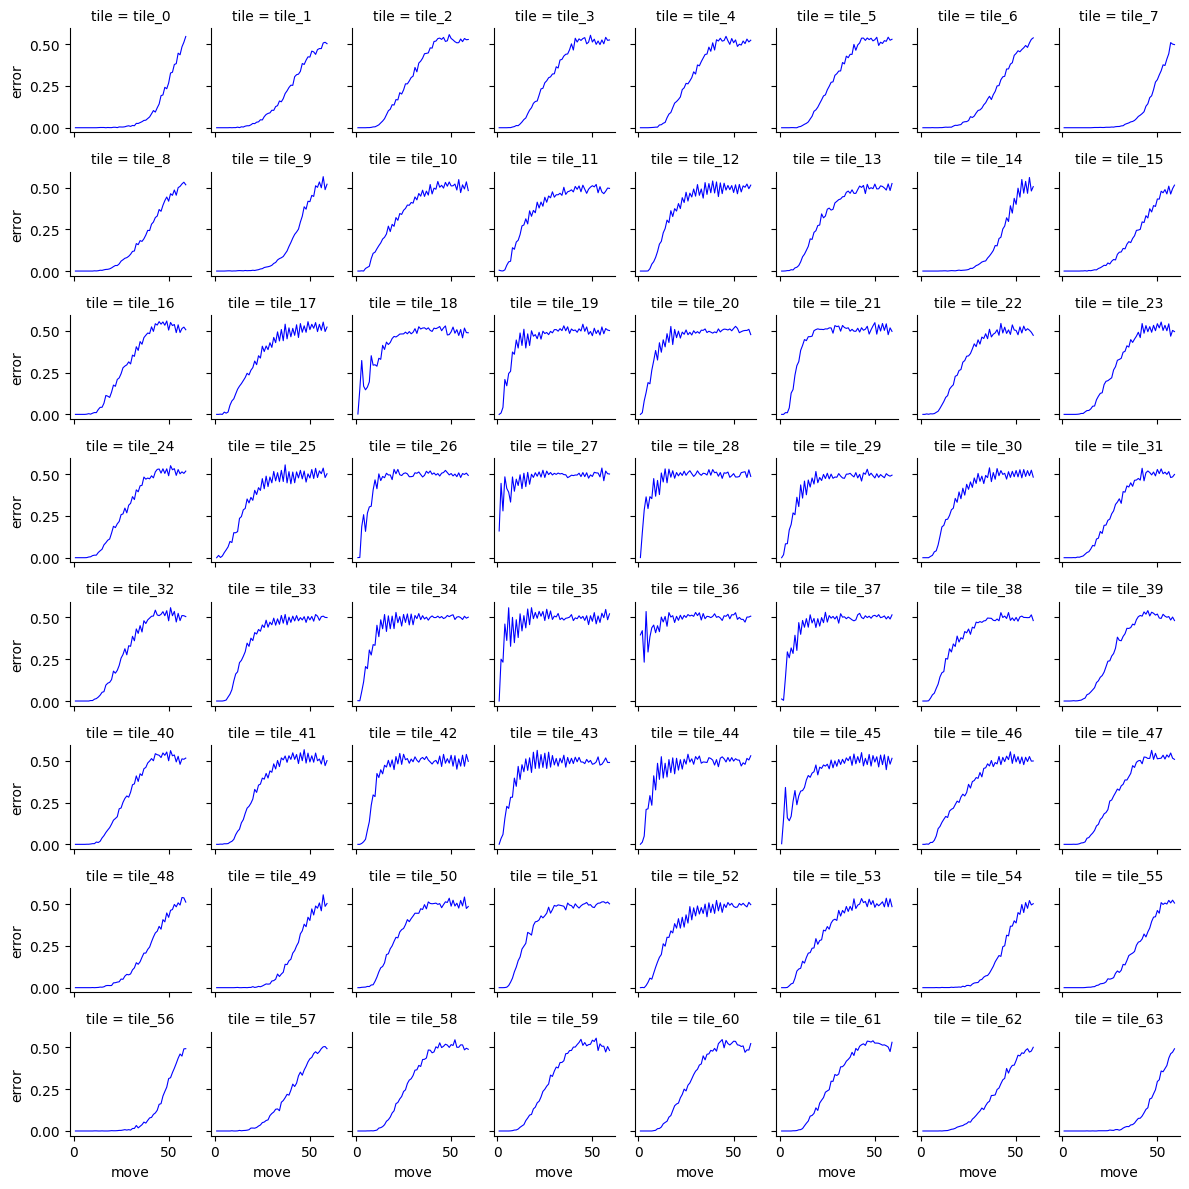 tile = tile_0 tile = tile_1 tile = tile_2 tile = tile_3 tile = tile_4 tile = tile_5 tile = tile_6 tile = tile_7
0.50
error
0.25
0.00
tile = tile_8 tile = tile_9 tile = tile_10 tile = tile_11 tile = tile_12 tile = tile_13 tile = tile_14 tile = tile_15
0.50
error
0.25
0.00
tile = tile_16 tile = tile_17 tile = tile_18 tile = tile_19 tile = tile_20 tile = tile_21 tile = tile_22 tile = tile_23
0.50
error
0.25
0.00
tile = tile_24 tile = tile_25 tile = tile_26 tile = tile_27 tile = tile_28 tile = tile_29 tile = tile_30 tile = tile_31
0.50
error
0.25
0.00
tile = tile_32 tile = tile_33 tile = tile_34 tile = tile_35 tile = tile_36 tile = tile_37 tile = tile_38 tile = tile_39
0.50
error
0.25
0.00
tile = tile_40 tile = tile_41 tile = tile_42 tile = tile_43 tile = tile_44 tile = tile_45 tile = tile_46 tile = tile_47
0.50
error
0.25
0.00
tile = tile_48 tile = tile_49 tile = tile_50 tile = tile_51 tile = tile_52 tile = tile_53 tile = tile_54 tile = tile_55
0.50
error
0.25
0.00
tile = tile_56 tile = tile_57 tile = tile_58 tile = tile_59 tile = tile_60 tile = tile_61 tile = tile_62 tile = tile_63
0.50
error
0.25
0.00
0 50 0 50 0 50 0 50 0 50 0 50 0 50 0 50
move move move move move move move move